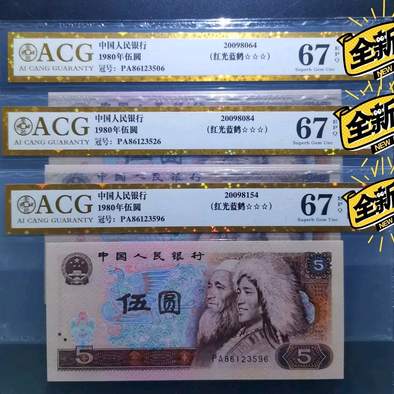 ACG
AI CANG GUARANTY
中国人民银行
1980年伍圆
冠号: PA86123506
20098064
(红光蓝鹤☆☆☆)
67 EPQ
Superb Gem Unc
全新
NEW
ACG
AI CANG GUARANTY
中国人民银行
1980年伍圆
冠号: PA86123526
20098084
(红光蓝鹤☆☆☆)
67 EPQ
Superb Gem Unc
全新
NEW
ACG
AI CANG GUARANTY
中国人民银行
1980年伍圆
冠号: PA86123596
20098154
(红光蓝鹤☆☆☆)
67 EPQ
Superb Gem Unc
全新
NEW
中国人民银行
5
伍圆
PA86123596
5
5